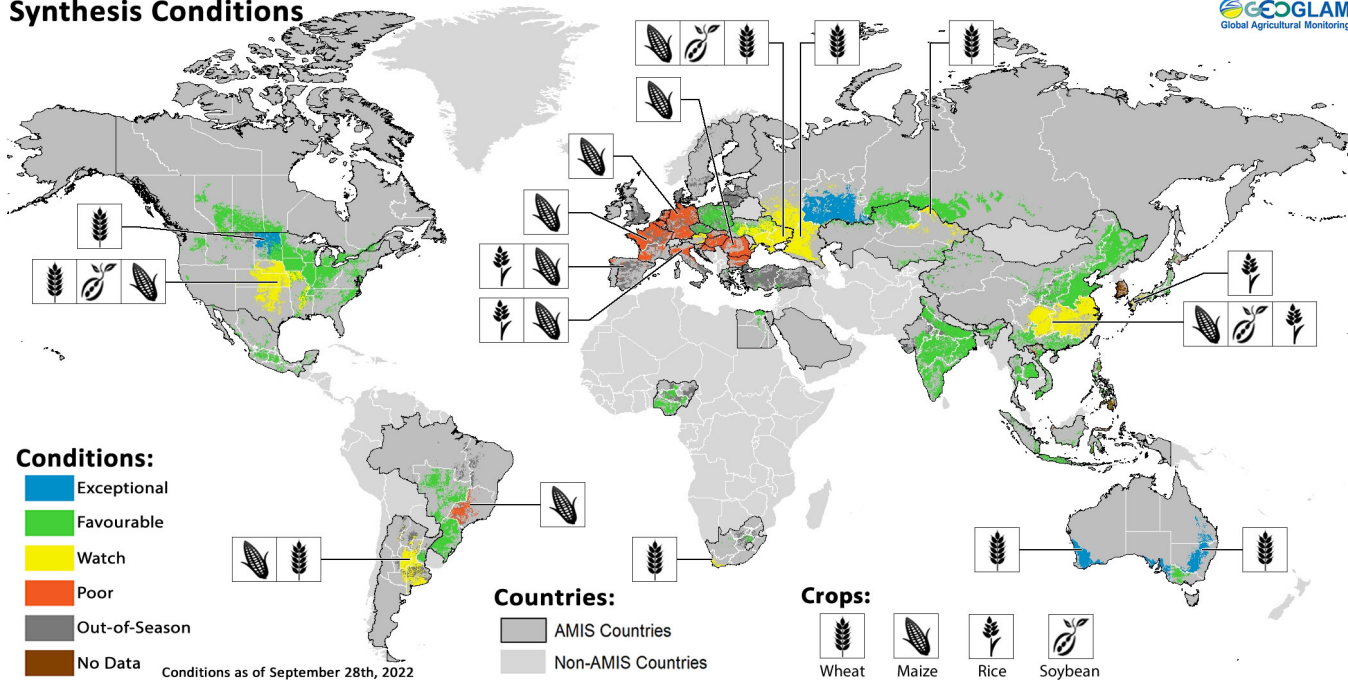 Synthesis Conditions
GEOGLAM
Global Agricultural Monitoring
Conditions:
Exceptional
Favourable
Watch
Poor
Out-of-Season
No Data
Conditions as of September 28th, 2022
Countries:
AMIS Countries
Non-AMIS Countries
Crops:
Wheat
Maize
Rice
Soybean